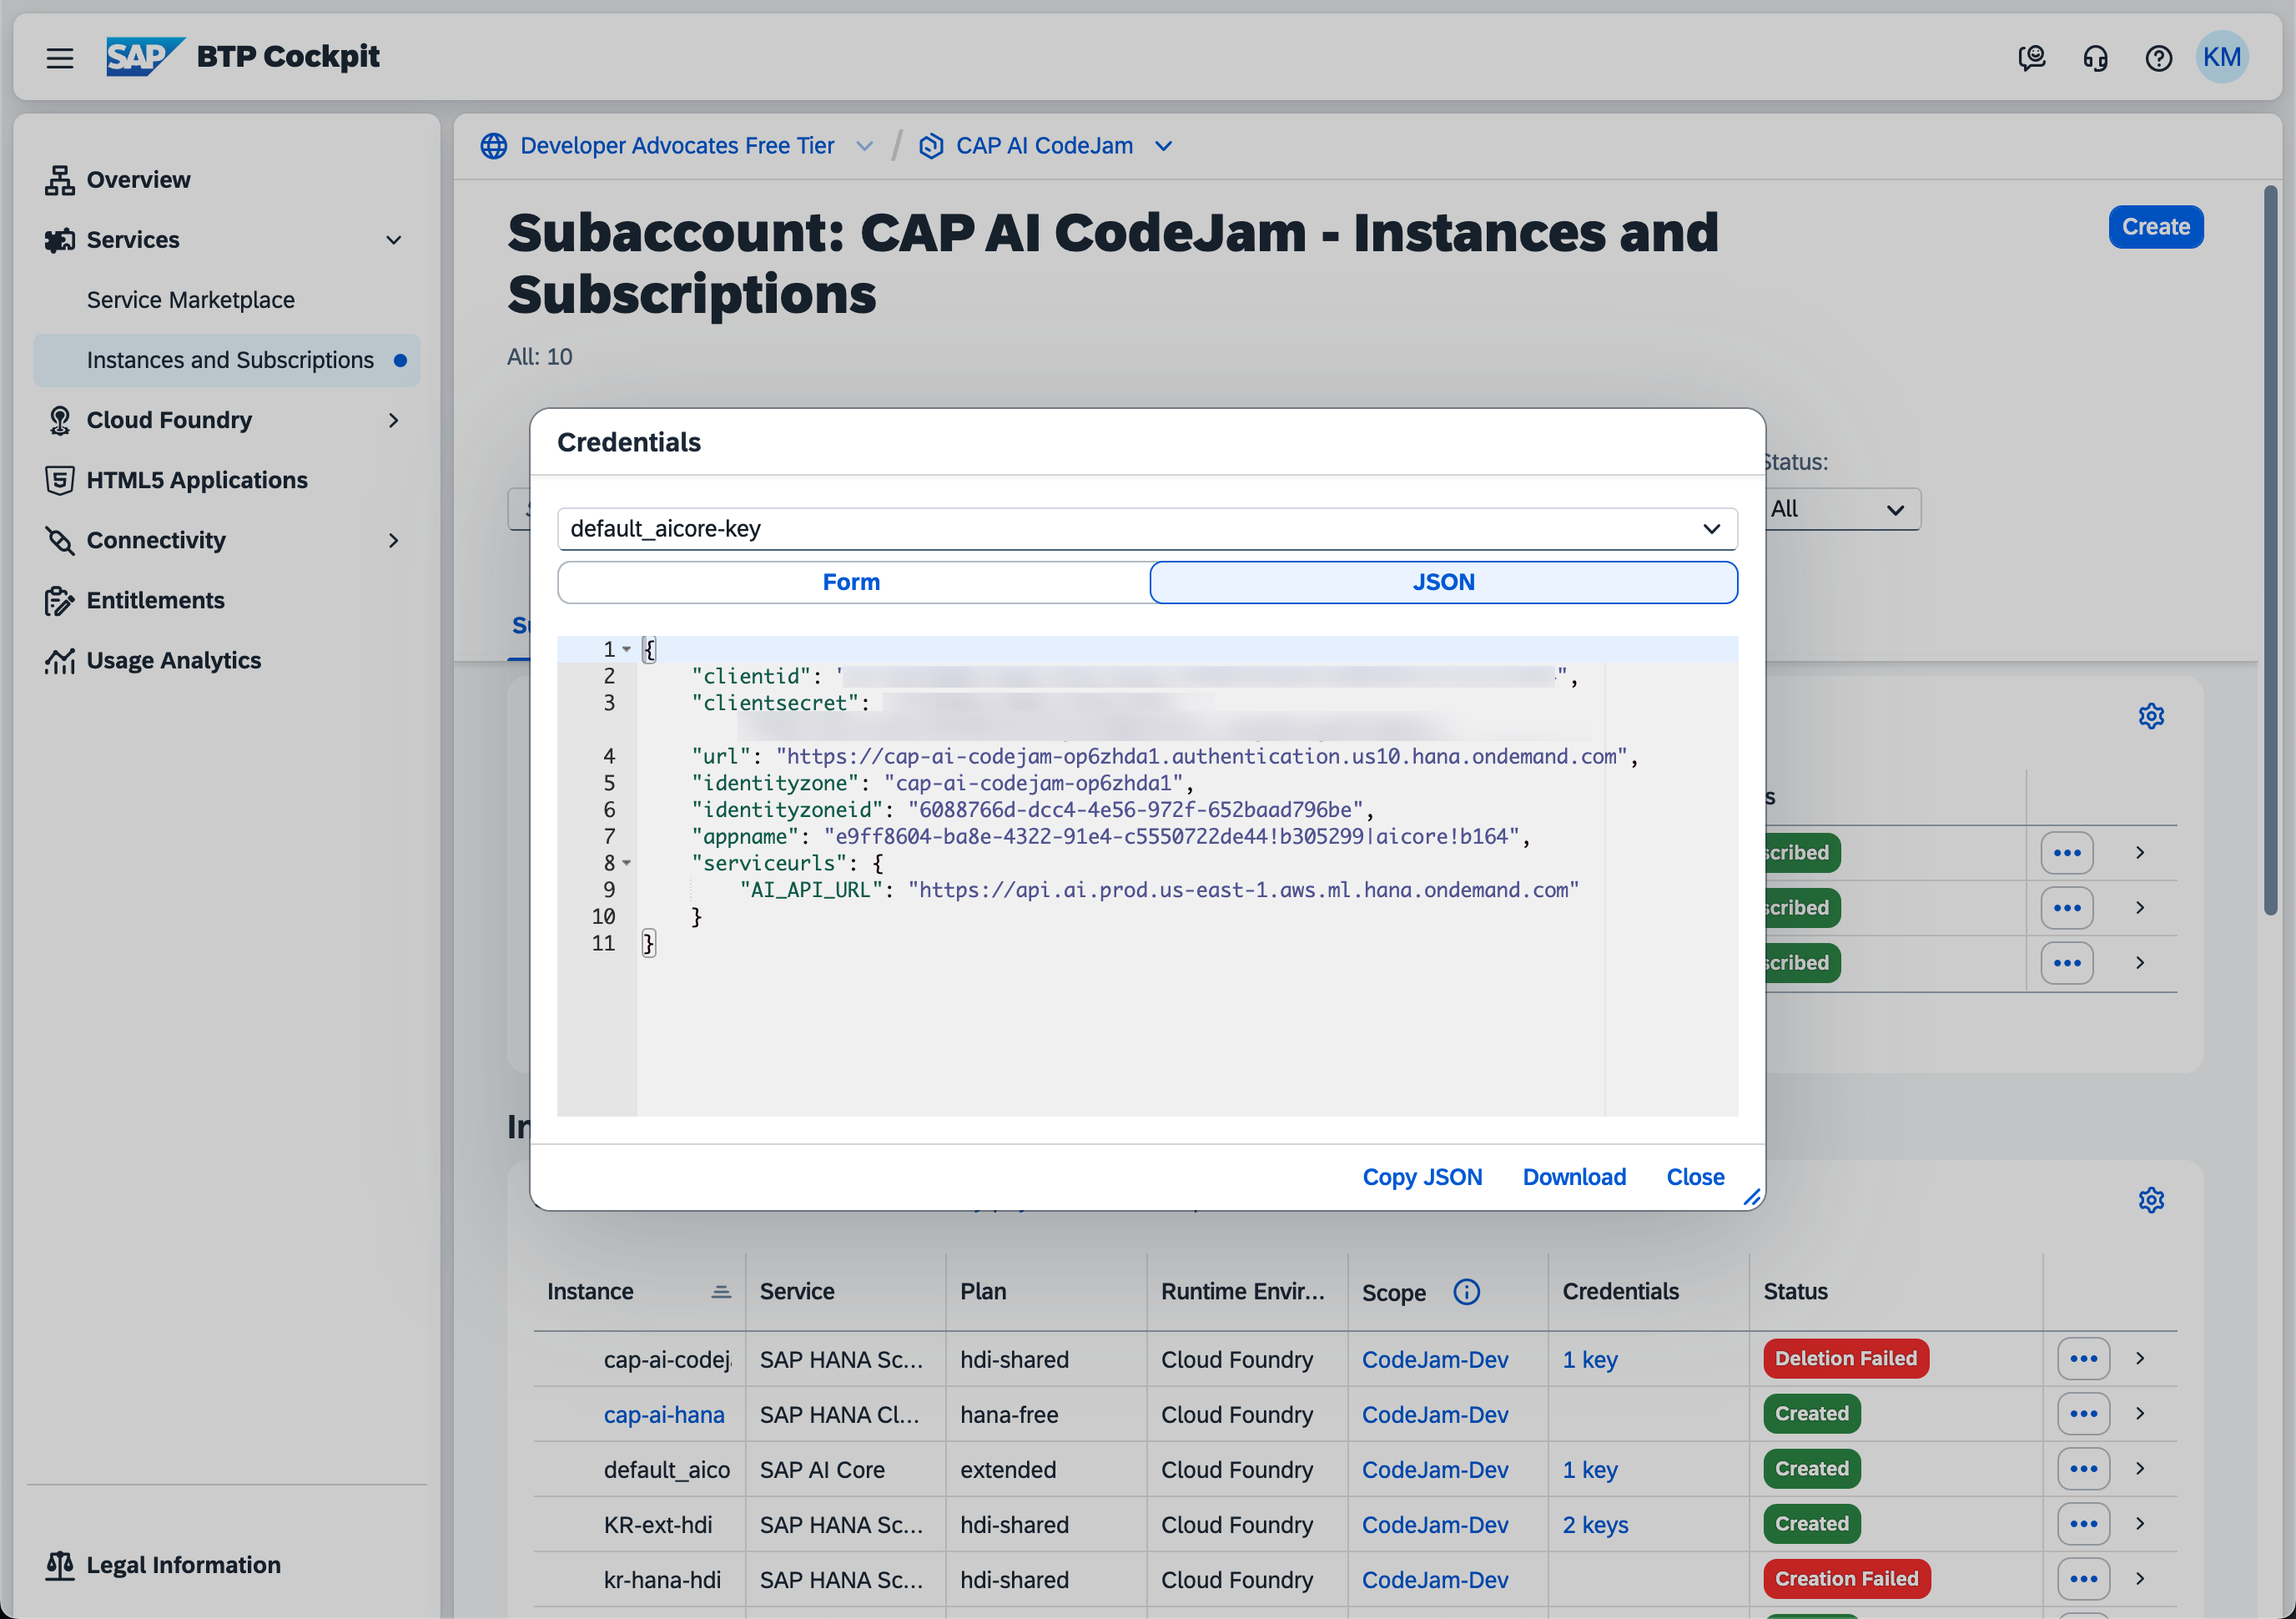 SAP BTP Cockpit
KM
Overview
Services
Service Marketplace
Instances and Subscriptions
Cloud Foundry
HTML5 Applications
Connectivity
Entitlements
Usage Analytics
Legal Information
Developer Advocates Free Tier / CAP AI CodeJam
Subaccount: CAP AI CodeJam - Instances and
Subscriptions
Create
All: 10
Status:
All
Credentials
default_aicore-key
Form JSON
1 {
2 "clientid": '",
3 "clientsecret":
4 "url": "https://cap-ai-codejam-op6zhda1.authentication.us10.hana.ondemand.com",
5 "identityzone": "cap-ai-codejam-op6zhda1",
6 "identityzoneid": "6088766d-dcc4-4e56-972f-652baad796be",
7 "appname": "e9ff8604-ba8e-4322-91e4-c5550722de44!b305299|aicore!b164",
8 "serviceurls": {
9 "AI_API_URL": "https://api.ai.prod.us-east-1.aws.ml.hana.ondemand.com"
10 }
11 }
Copy JSON Download Close
scribed
scribed
scribed
Instance Service Plan Runtime Envir... Scope Credentials Status
cap-ai-codej SAP HANA Sc... hdi-shared Cloud Foundry CodeJam-Dev 1 key Deletion Failed
cap-ai-hana SAP HANA Cl... hana-free Cloud Foundry CodeJam-Dev Created
default_aico SAP AI Core extended Cloud Foundry CodeJam-Dev 1 key Created
KR-ext-hdi SAP HANA Sc... hdi-shared Cloud Foundry CodeJam-Dev 2 keys Created
kr-hana-hdi SAP HANA Sc... hdi-shared Cloud Foundry CodeJam-Dev Creation Failed